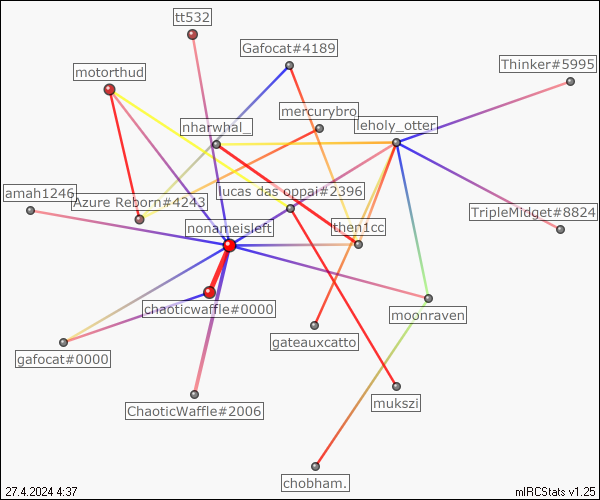 tt532
Gafocat#4189
Thinker#5995
motorthud
mercurybro
nharwhal_
leholy_otter
amah1246
lucas das oppar#2396
Azure Reborn#4243
TripleMidget#8824
nonameisleft
then1cc
chaoticwaffle#0000
moonraven
gateauxcatto
gafocat#0000
mukszi
ChaoticWaffle#2006
chobham.
27.4.2024 4:37
mIRCStats v1.25